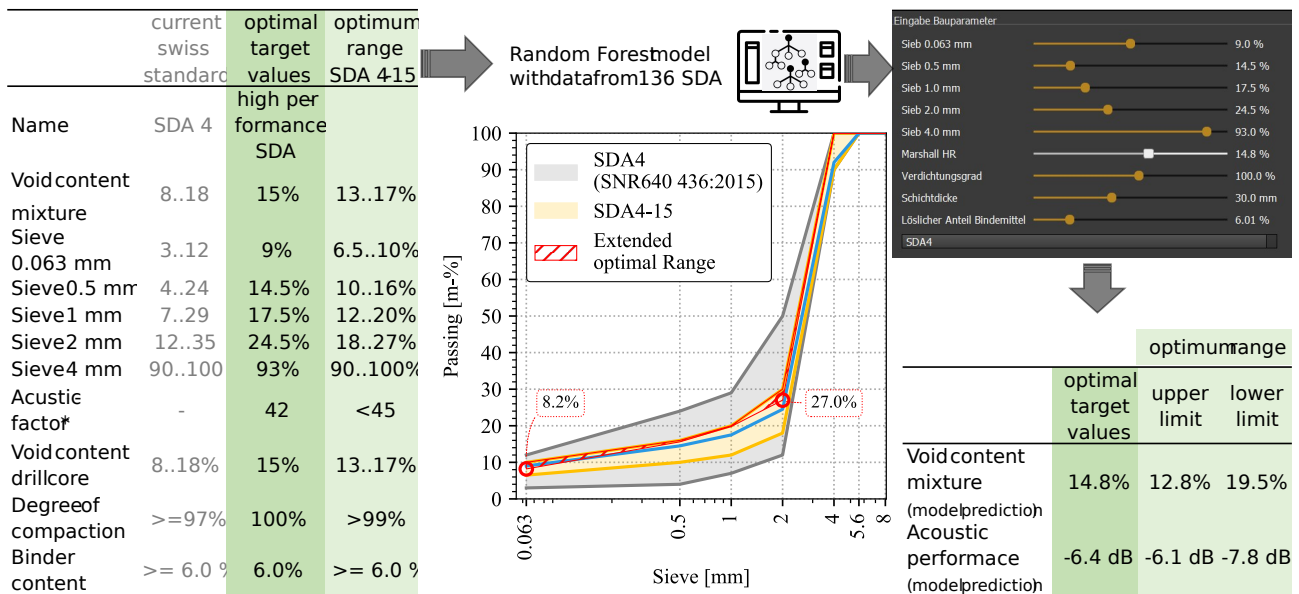 current swiss standard | optimal target values | optimum range SDA 4-15
Name | SDA 4 | high per formance SDA
Void content mixture | 8..18 | 15% | 13..17%
Sieve 0.063 mm | 3..12 | 9% | 6.5..10%
Sieve 0.5 mm | 4..24 | 14.5% | 10..16%
Sieve 1 mm | 7..29 | 17.5% | 12..20%
Sieve 2 mm | 12..35 | 24.5% | 18..27%
Sieve 4 mm | 90..100 | 93% | 90..100%
Acustic factor* | - | 42 | <45
Void content drillcore | 8..18% | 15% | 13..17%
Degree of compaction | >=97% | 100% | >99%
Binder content | >= 6.0 % | 6.0% | >= 6.0 %
Random Forest model
with data from 136 SDA
Passing [m-%]
100
90
80
70
60
50
40
30
20
10
0
SDA4
(SNR640 436:2015)
SDA4-15
Extended
optimal Range
8.2%
27.0%
0.063
0.5
1
2
4
5.6
8
Sieve [mm]
Eingabe Bauparameter
Sieb 0.063 mm 9.0 %
Sieb 0.5 mm 14.5 %
Sieb 1.0 mm 17.5 %
Sieb 2.0 mm 24.5 %
Sieb 4.0 mm 93.0 %
Marshall HR 14.8 %
Verdichtungsgrad 100.0 %
Schichtdicke 30.0 mm
Löslicher Anteil Bindemittel 6.01 %
SDA4
optimum range
optimal target values | upper limit | lower limit
Void content mixture (model prediction) | 14.8% | 12.8% | 19.5%
Acoustic performace (model prediction) | -6.4 dB | -6.1 dB | -7.8 dB